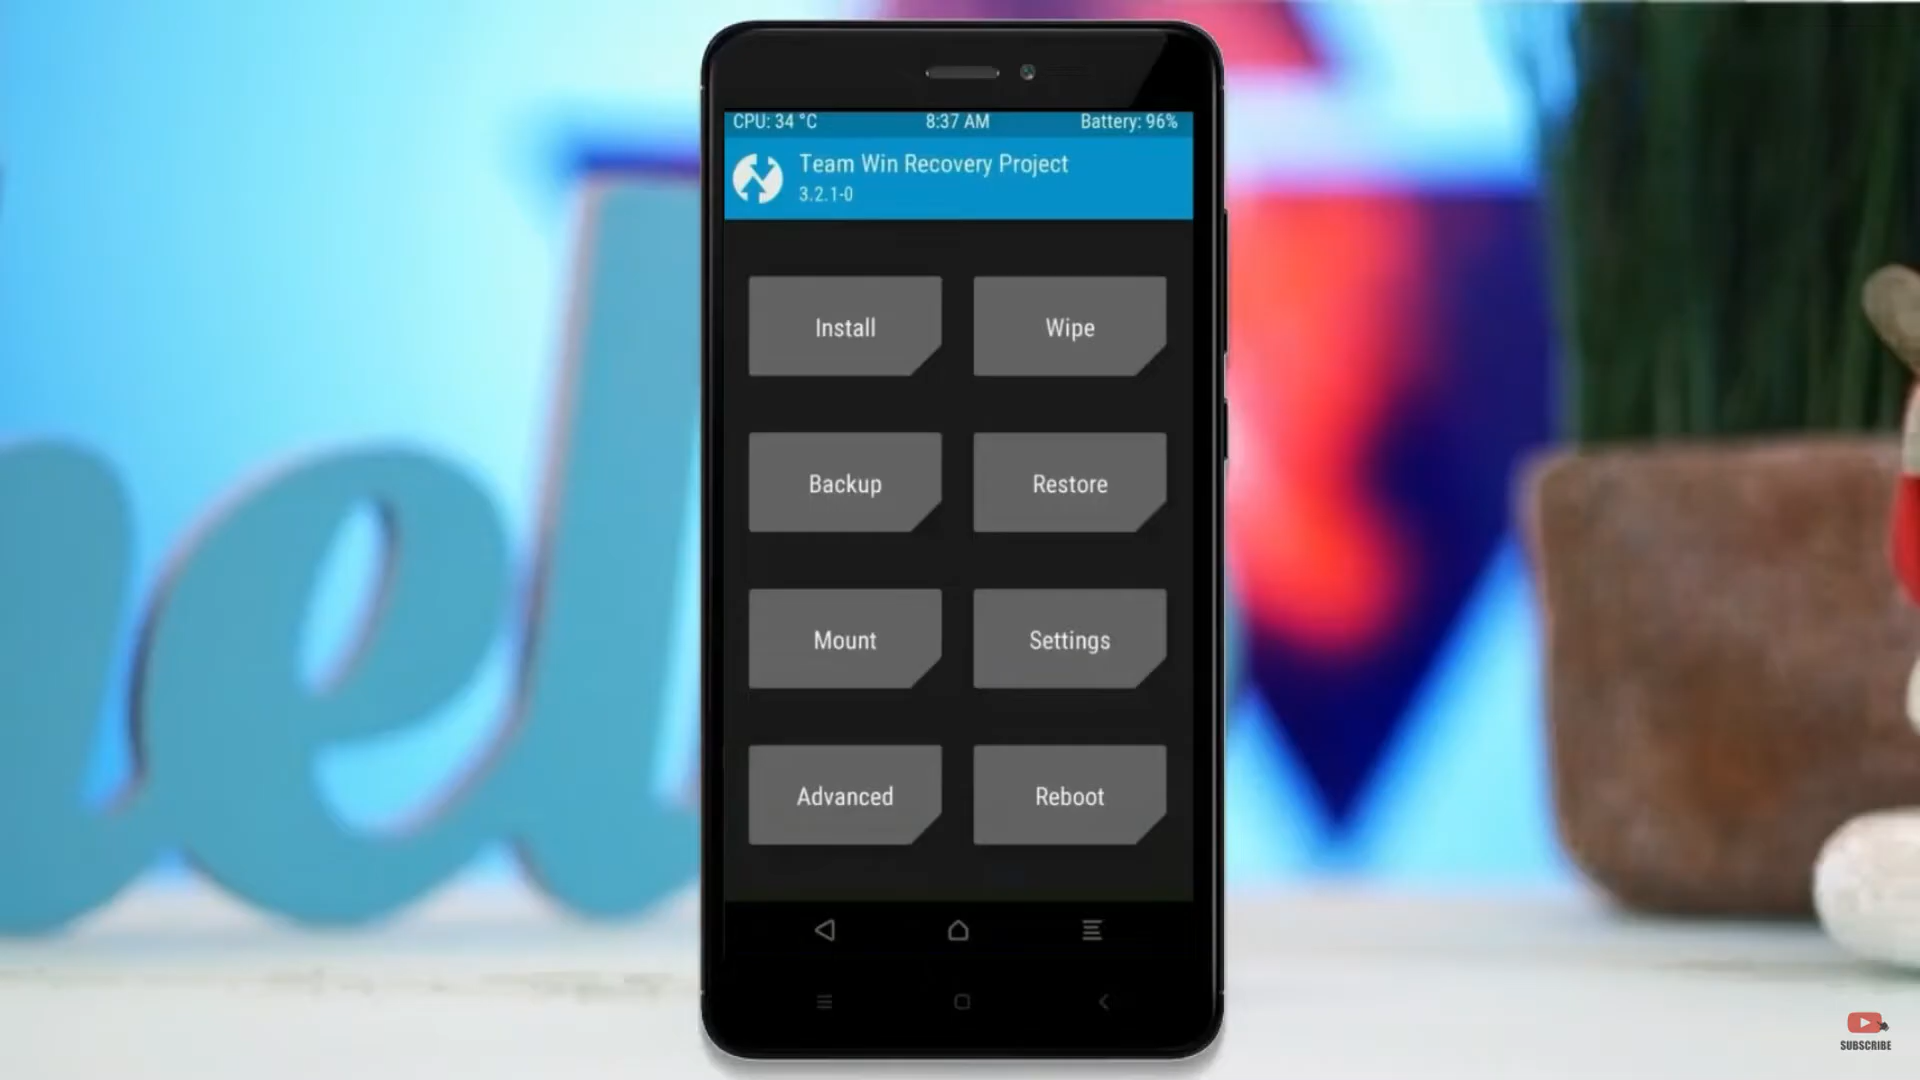 CPU: 34 °C 8:37 AM Battery: 96%
Team Win Recovery Project
3.2.1-0
Install Wipe
Backup Restore
Mount Settings
Advanced Reboot
SUBSCRIBE